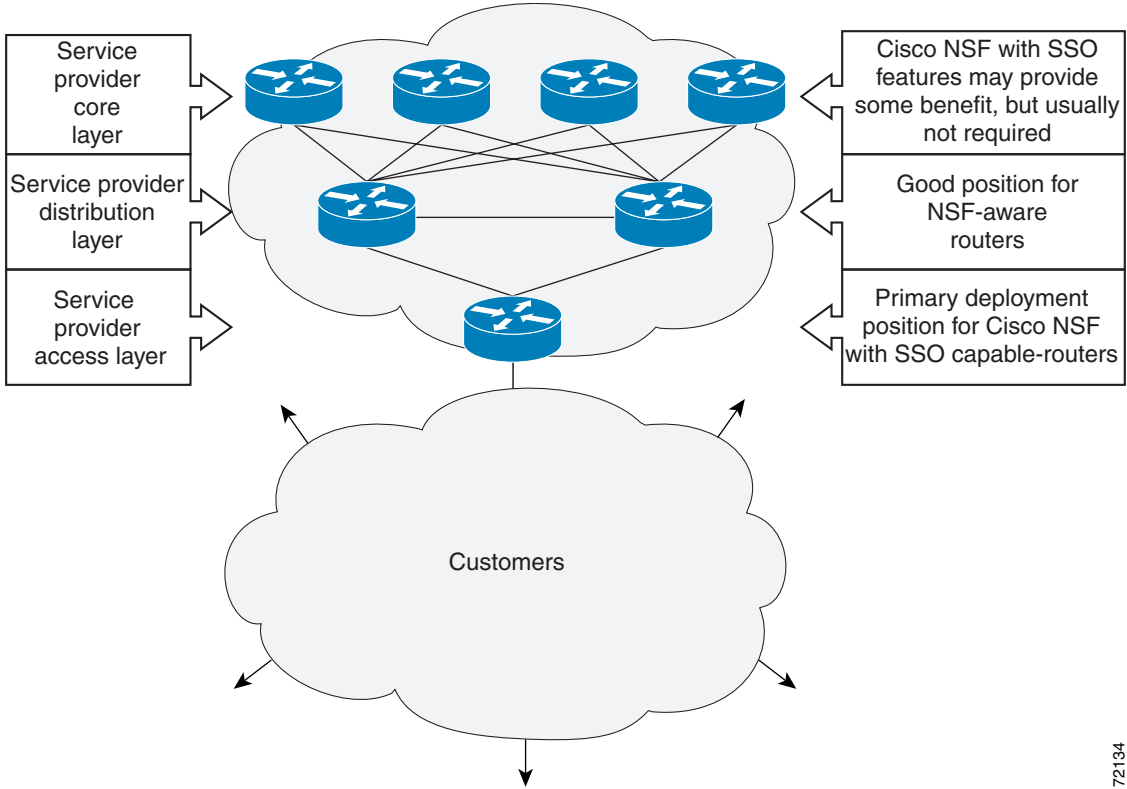 Service
provider
core
layer
Cisco NSF with SSO
features may provide
some benefit, but usually
not required
Service provider
distribution
layer
Good position for
NSF-aware
routers
Service
provider
access layer
Primary deployment
position for Cisco NSF
with SSO capable-routers
Customers
72134